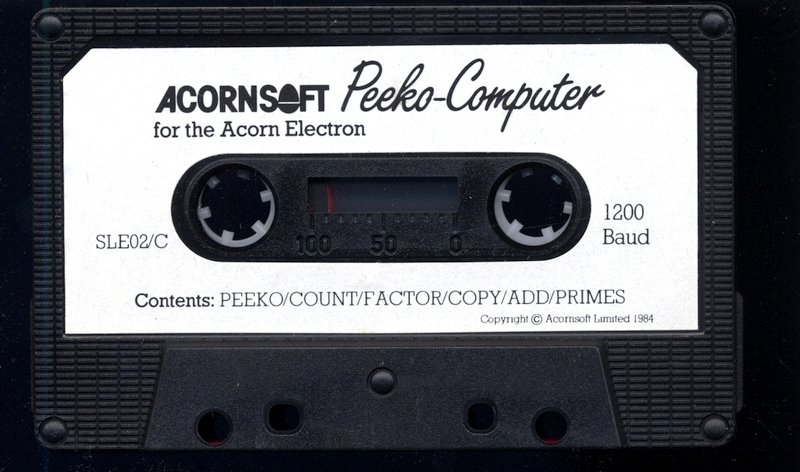 ACORNSOFT Peeko-Computer
for the Acorn Electron
SLE02/C
1200
Baud
100 50 0
Contents: PEEKO/COUNT/FACTOR/COPY/ADD/PRIMES
Copyright © Acornsoft Limited 1984